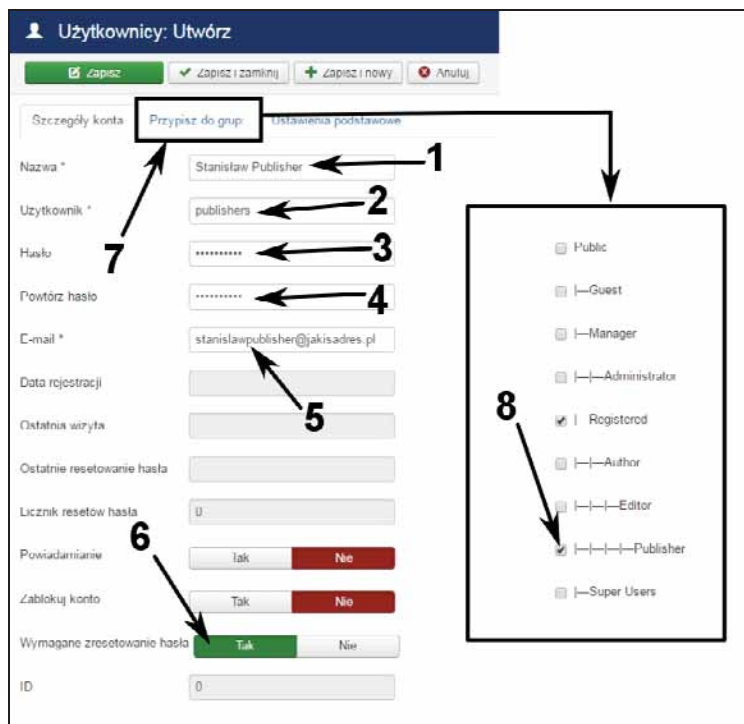 Użytkownicy: Utwórz
Zapisz Zapisz i zamknij Zapisz i nowy Anuluj
Szczegóły konta Przypisz do grup Ustawienia podstawowe
Nazwa * Stanisław Publisher 1
Użytkownik * publishers 2
Hasło •••••••••• 3
7
Powtórz hasło •••••••••• 4
E-mail * stanislawpublisher@jakisadres.pl
Data rejestracji
5
Ostatnia wizyta
Ostatnie resetowanie hasła
Licznik resetów hasła 0
6
Powiadamianie Tak Nie
Zablokuj konto Tak Nie
Wymagane zresetowanie hasła Tak Nie
ID 0
Public
|—Guest
|—Manager
|—|—Administrator
8
|  Registered
|—|—Author
|—|—|—Editor
|—|—|—|—Publisher
|—Super Users